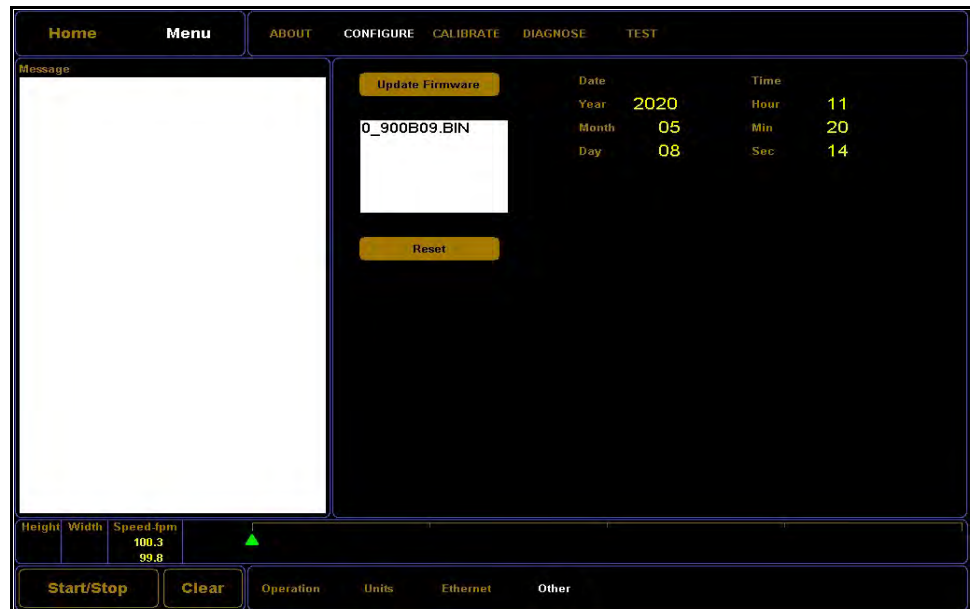 Home Menu ABOUT CONFIGURE CALIBRATE DIAGNOSE TEST
Message
Update Firmware
0_900B09.BIN
Reset
Date Time
Year 2020 Hour 11
Month 05 Min 20
Day 08 Sec 14
Height Width Speed-fpm
100.3
99.8
Start/Stop Clear Operation Units Ethernet Other